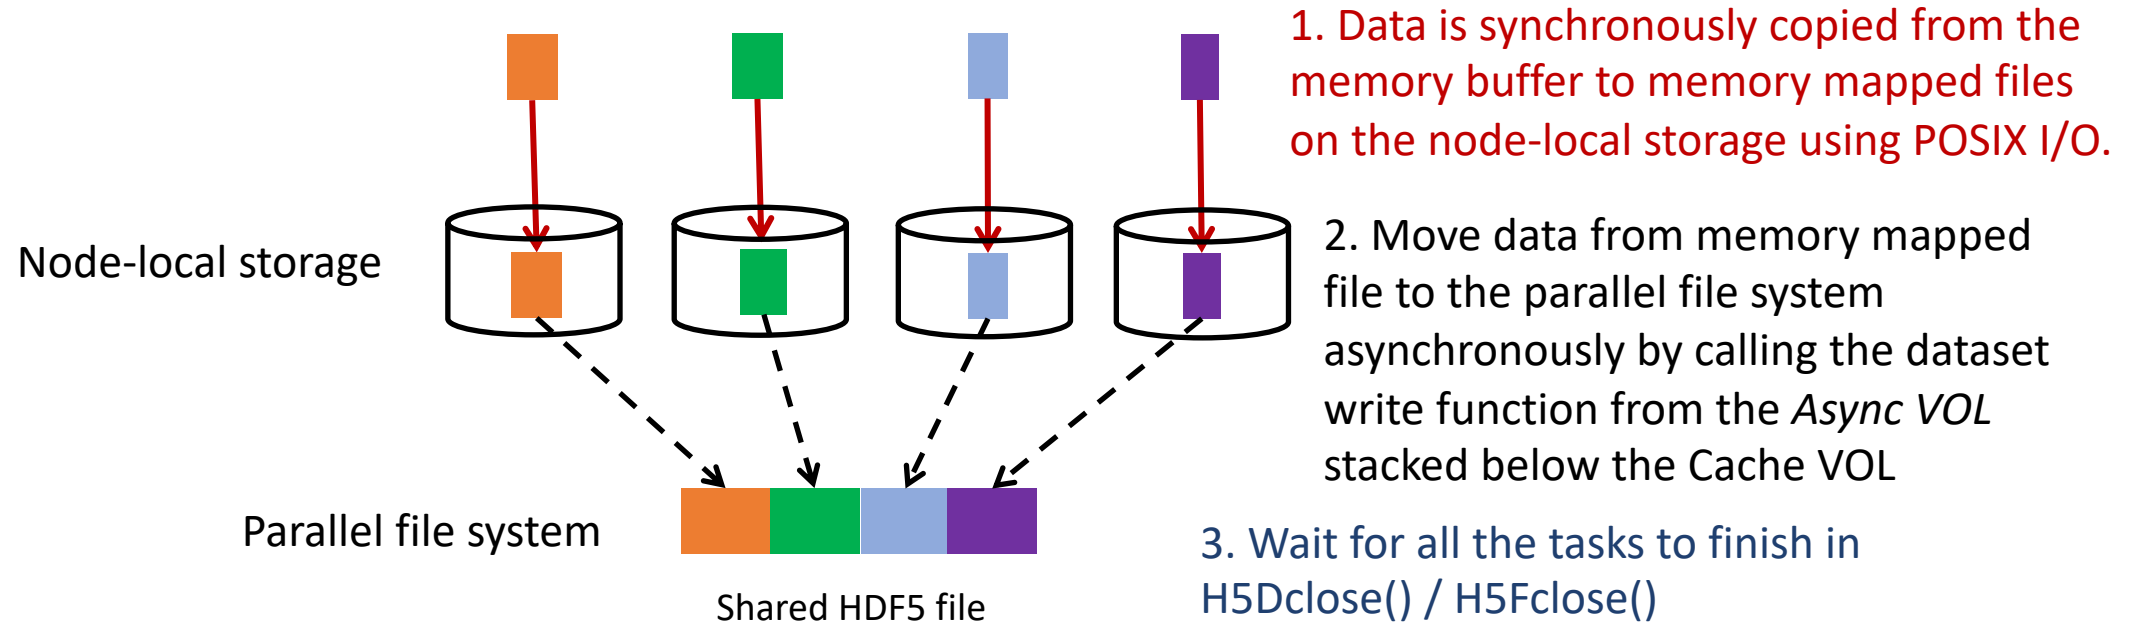 1. Data is synchronously copied from the
memory buffer to memory mapped files
on the node-local storage using POSIX I/O.
Node-local storage
2. Move data from memory mapped
file to the parallel file system
asynchronously by calling the dataset
write function from the Async VOL
stacked below the Cache VOL
Parallel file system
Shared HDF5 file
3. Wait for all the tasks to finish in
H5Dclose() / H5Fclose()